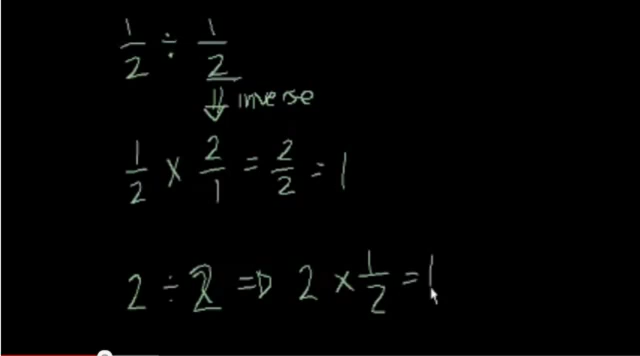 1/2 ÷ 1/2
⇓ inverse
1/2 × 2/1 = 2/2 = 1
2 ÷ 2 ⇒ 2 × 1/2 = 1